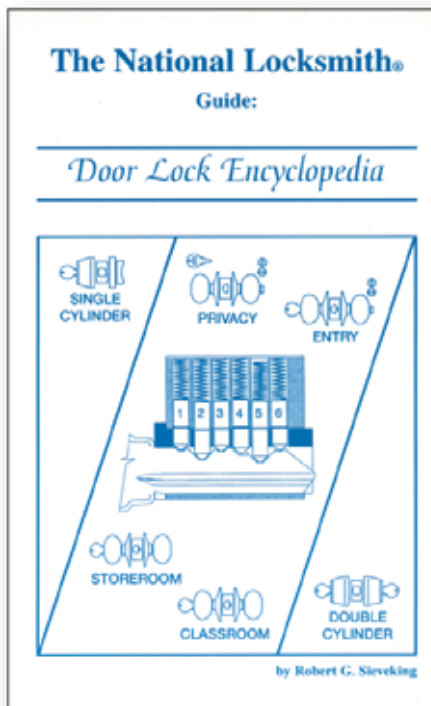 The National Locksmith®
Guide:
Door Lock Encyclopedia
SINGLE
CYLINDER
PRIVACY
ENTRY
1 2 3 4 5 6
STOREROOM
CLASSROOM
DOUBLE
CYLINDER
by Robert G. Sieveking